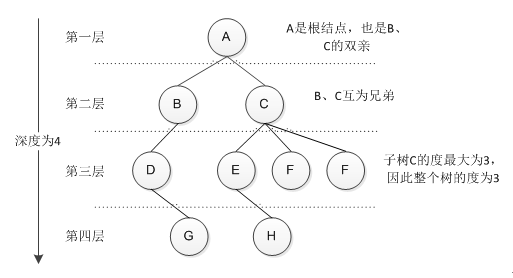 第一层
A
A是根结点，也是B、
C的双亲
第二层
B
C
B、C互为兄弟
深度为4
第三层
D
E
F
F
子树C的度最大为3，
因此整个树的度为3
第四层
G
H